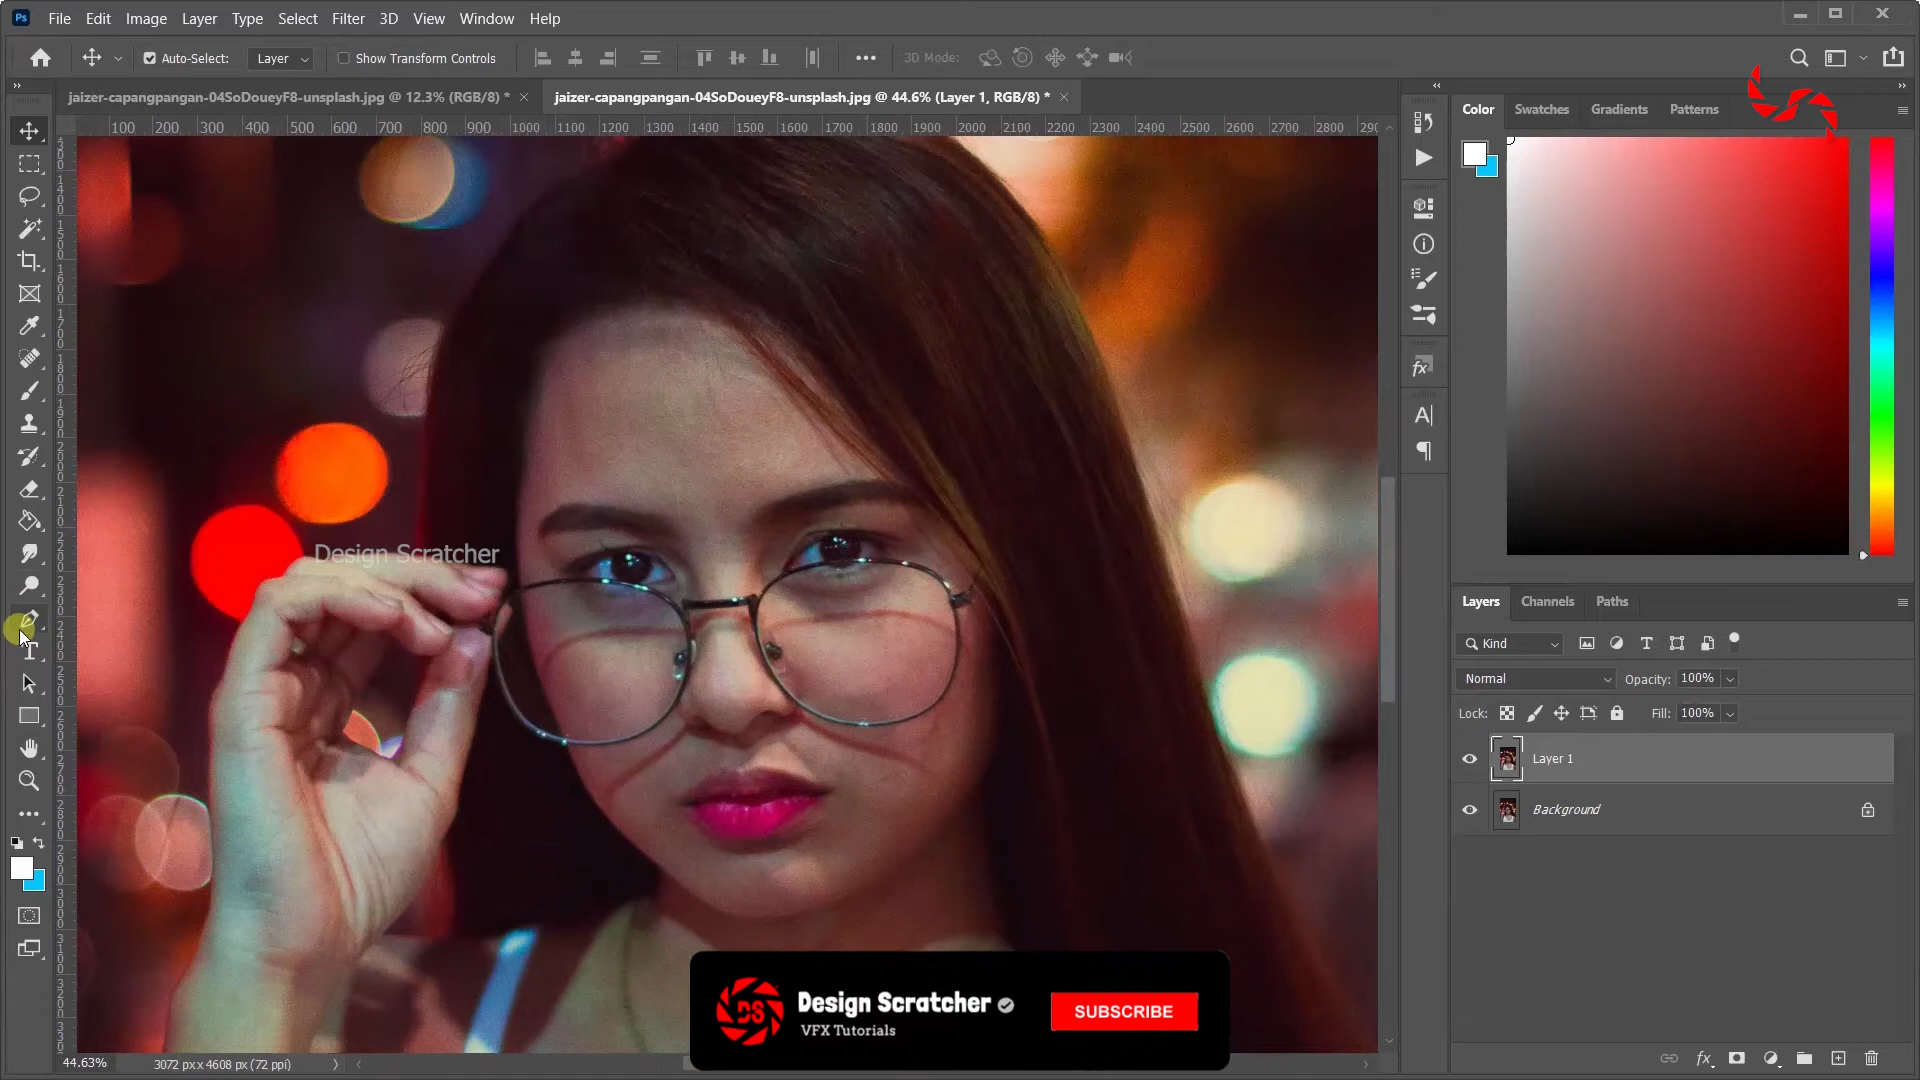 Ps File Edit Image Layer Type Select Filter 3D View Window Help
Auto-Select: Layer Show Transform Controls 3D Mode:
jaizer-capangpangan-04SoDoueyF8-unsplash.jpg @ 12.3% (RGB/8) * jaizer-capangpangan-04SoDoueyF8-unsplash.jpg @ 44.6% (Layer 1, RGB/8) *
100 200 300 400 500 600 700 800 900 1000 1100 1200 1300 1400 1500 1600 1700 1800 1900 2000 2100 2200 2300 2400 2500 2600 2700 2800
Color Swatches Gradients Patterns
Design Scratcher
Layers Channels Paths
Kind
Normal Opacity: 100%
Lock: Fill: 100%
Layer 1
Background
DS Design Scratcher
VFX Tutorials
SUBSCRIBE
44.63% 3072 px x 4608 px (72 ppi)